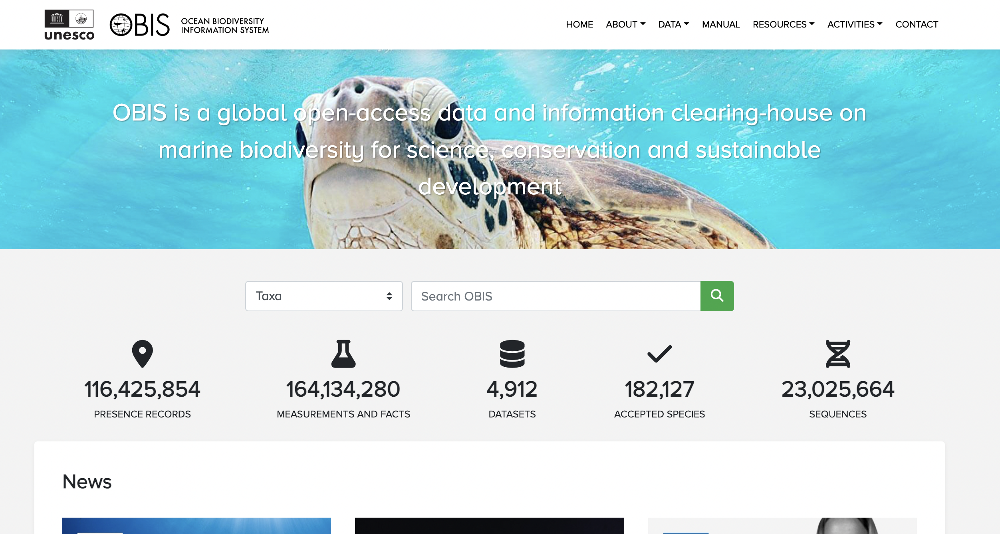 unesco
OBIS
OCEAN BIODIVERSITY
INFORMATION SYSTEM
HOME ABOUT DATA MANUAL RESOURCES ACTIVITIES CONTACT
OBIS is a global open-access data and information clearing-house on
marine biodiversity for science, conservation and sustainable
development
Taxa
Search OBIS
116,425,854
PRESENCE RECORDS
164,134,280
MEASUREMENTS AND FACTS
4,912
DATASETS
182,127
ACCEPTED SPECIES
23,025,664
SEQUENCES
News